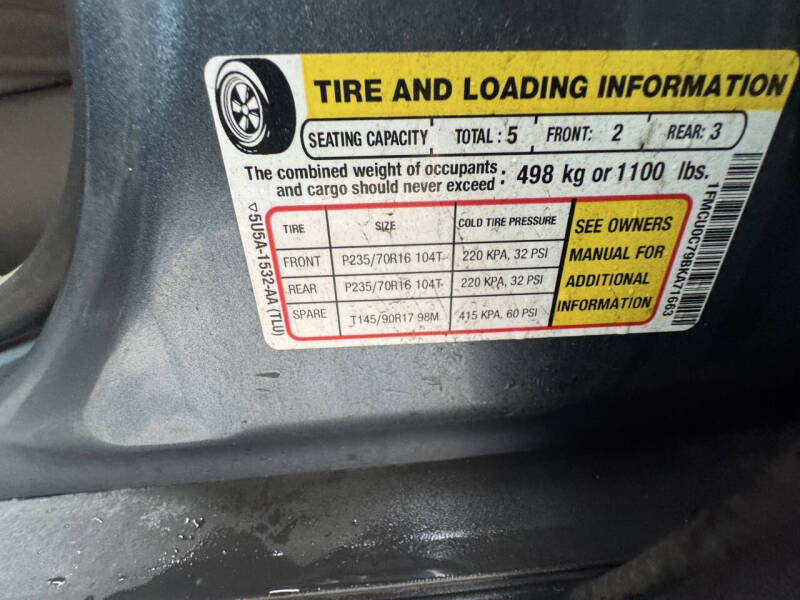 TIRE AND LOADING INFORMATION
SEATING CAPACITY TOTAL : 5 FRONT: 2 REAR: 3
The combined weight of occupants
and cargo should never exceed : 498 kg or 1100 lbs.
TIRE SIZE COLD TIRE PRESSURE
FRONT P235/70R16 104T 220 KPA, 32 PSI
REAR P235/70R16 104T 220 KPA, 32 PSI
SPARE T145/90R17 98M 415 KPA, 60 PSI
SEE OWNERS
MANUAL FOR
ADDITIONAL
INFORMATION
5U5A-1532-AA (TLU)
1FMCU0C79BKA71663